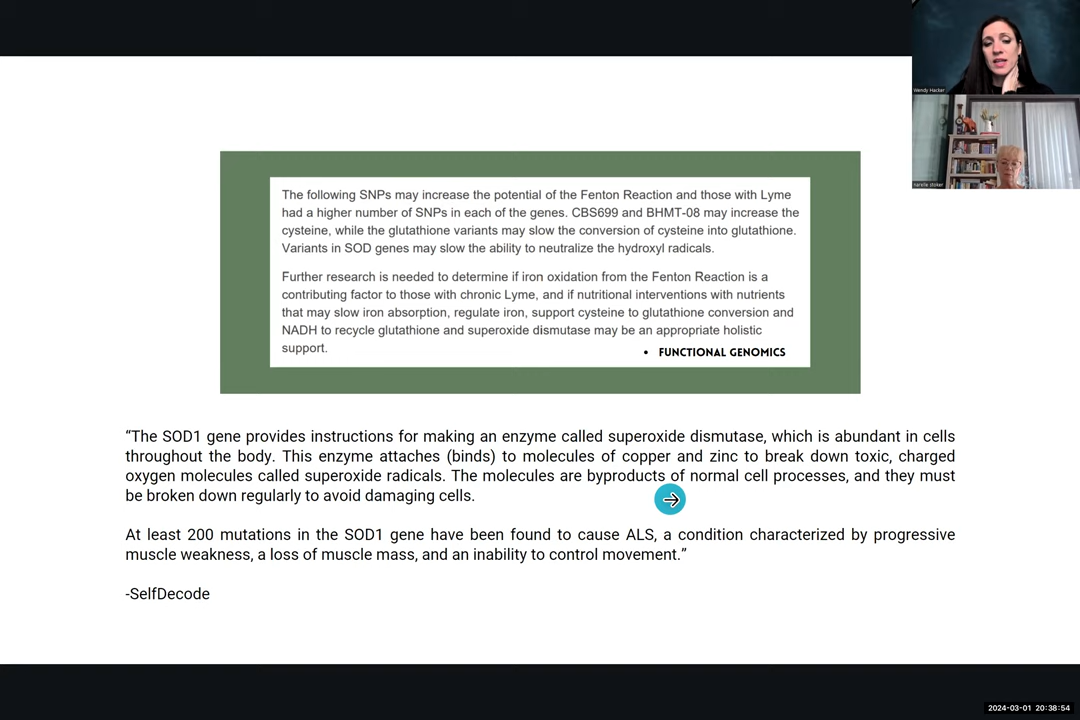 Wendy Hacker
narelle stoker
The following SNPs may increase the potential of the Fenton Reaction and those with Lyme
had a higher number of SNPs in each of the genes. CBS699 and BHMT-08 may increase the
cysteine, while the glutathione variants may slow the conversion of cysteine into glutathione.
Variants in SOD genes may slow the ability to neutralize the hydroxyl radicals.
Further research is needed to determine if iron oxidation from the Fenton Reaction is a
contributing factor to those with chronic Lyme, and if nutritional interventions with nutrients
that may slow iron absorption, regulate iron, support cysteine to glutathione conversion and
NADH to recycle glutathione and superoxide dismutase may be an appropriate holistic
support.
• FUNCTIONAL GENOMICS
“The SOD1 gene provides instructions for making an enzyme called superoxide dismutase, which is abundant in cells
throughout the body. This enzyme attaches (binds) to molecules of copper and zinc to break down toxic, charged
oxygen molecules called superoxide radicals. The molecules are byproducts of normal cell processes, and they must
be broken down regularly to avoid damaging cells.
At least 200 mutations in the SOD1 gene have been found to cause ALS, a condition characterized by progressive
muscle weakness, a loss of muscle mass, and an inability to control movement.”
-SelfDecode
2024-03-01 20:38:54